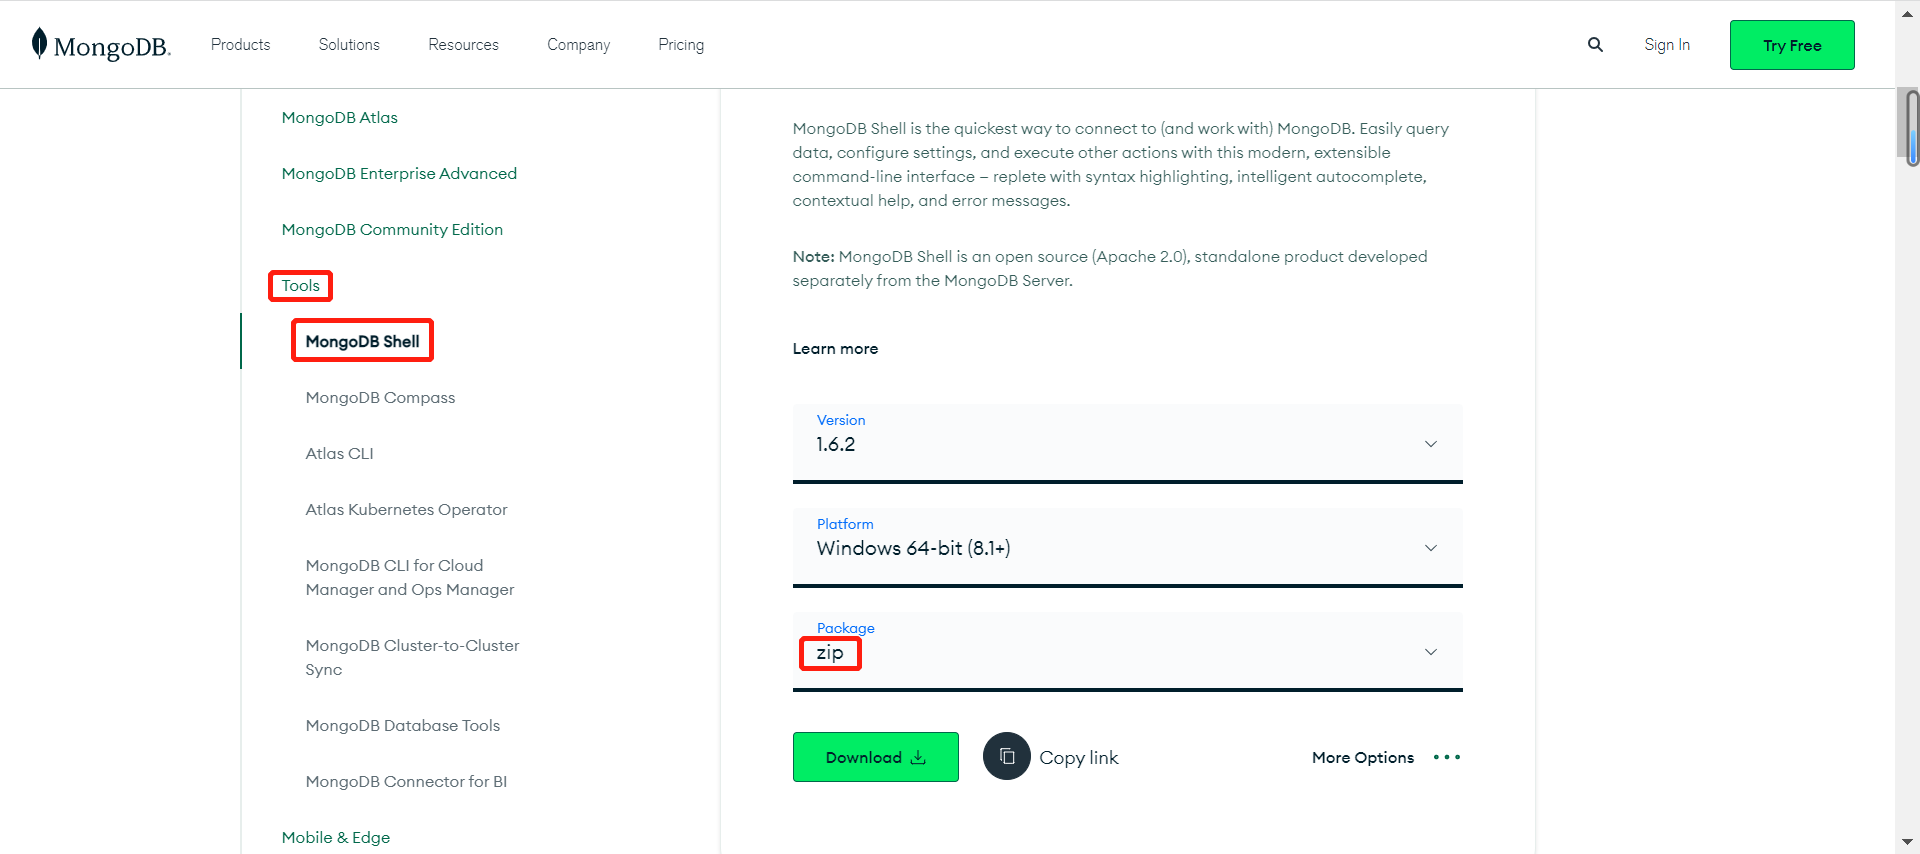 MongoDB.
Products
Solutions
Resources
Company
Pricing
Sign In
Try Free
MongoDB Atlas
MongoDB Enterprise Advanced
MongoDB Community Edition
Tools
MongoDB Shell
MongoDB Compass
Atlas CLI
Atlas Kubernetes Operator
MongoDB CLI for Cloud
Manager and Ops Manager
MongoDB Cluster-to-Cluster
Sync
MongoDB Database Tools
MongoDB Connector for BI
Mobile & Edge
MongoDB Shell is the quickest way to connect to (and work with) MongoDB. Easily query
data, configure settings, and execute other actions with this modern, extensible
command-line interface – replete with syntax highlighting, intelligent autocomplete,
contextual help, and error messages.
Note: MongoDB Shell is an open source (Apache 2.0), standalone product developed
separately from the MongoDB Server.
Learn more
Version
1.6.2
Platform
Windows 64-bit (8.1+)
Package
zip
Download
Copy link
More Options